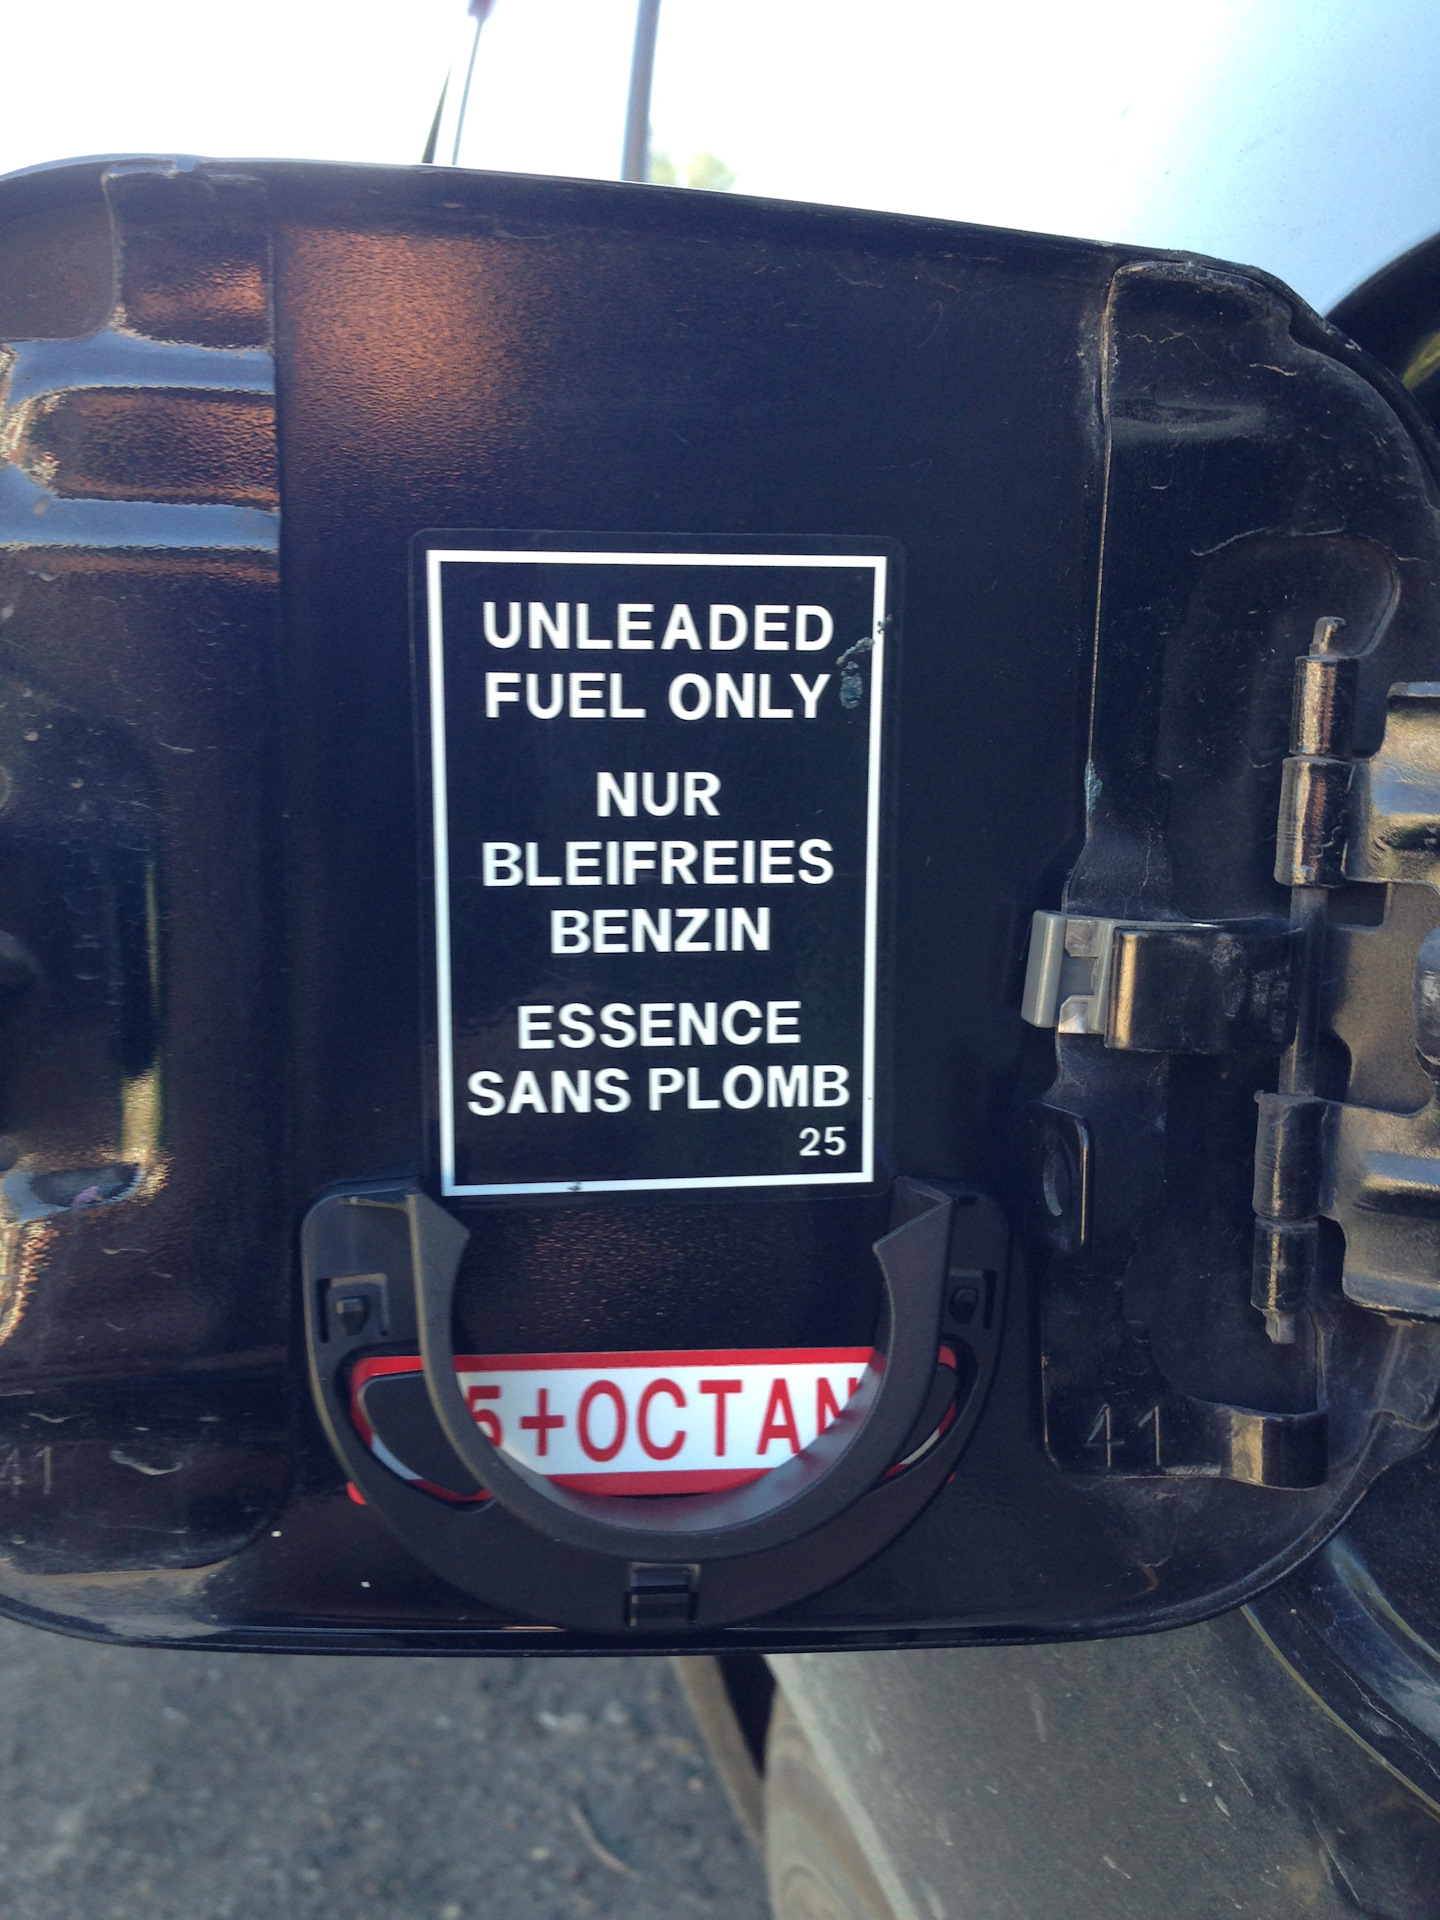 UNLEADED
FUEL ONLY
NUR
BLEIFREIES
BENZIN
ESSENCE
SANS PLOMB
25
5+OCTAN
41
41